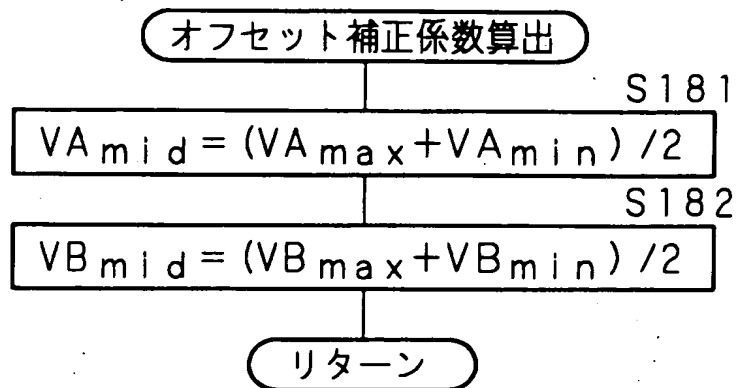 オフセット補正係数算出
S181
VAmid=(VAmax+VAmin)/2
S182
VBmid=(VBmax+VBmin)/2
リターン